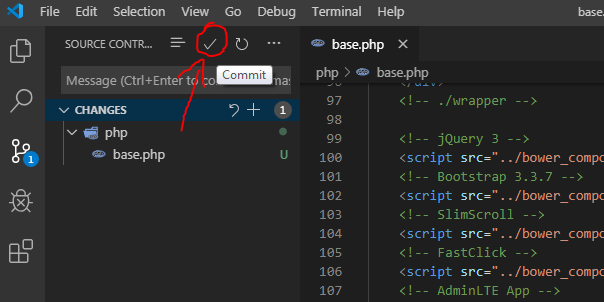 File Edit Selection View Go Debug Terminal Help base.
SOURCE CONTR...
base.php
Commit
Message (Ctrl+Enter to co mas
php > base.php
CHANGES 1
php
base.php U
1
96 </div>
97 <!-- ./wrapper -->
98
99 <!-- jQuery 3 -->
100 <script src="../bower_compo
101 <!-- Bootstrap 3.3.7 -->
102 <script src="../bower_compo
103 <!-- SlimScroll -->
104 <script src="../bower_compo
105 <!-- FastClick -->
106 <script src="../bower_compo
107 <!-- AdminLTE App -->